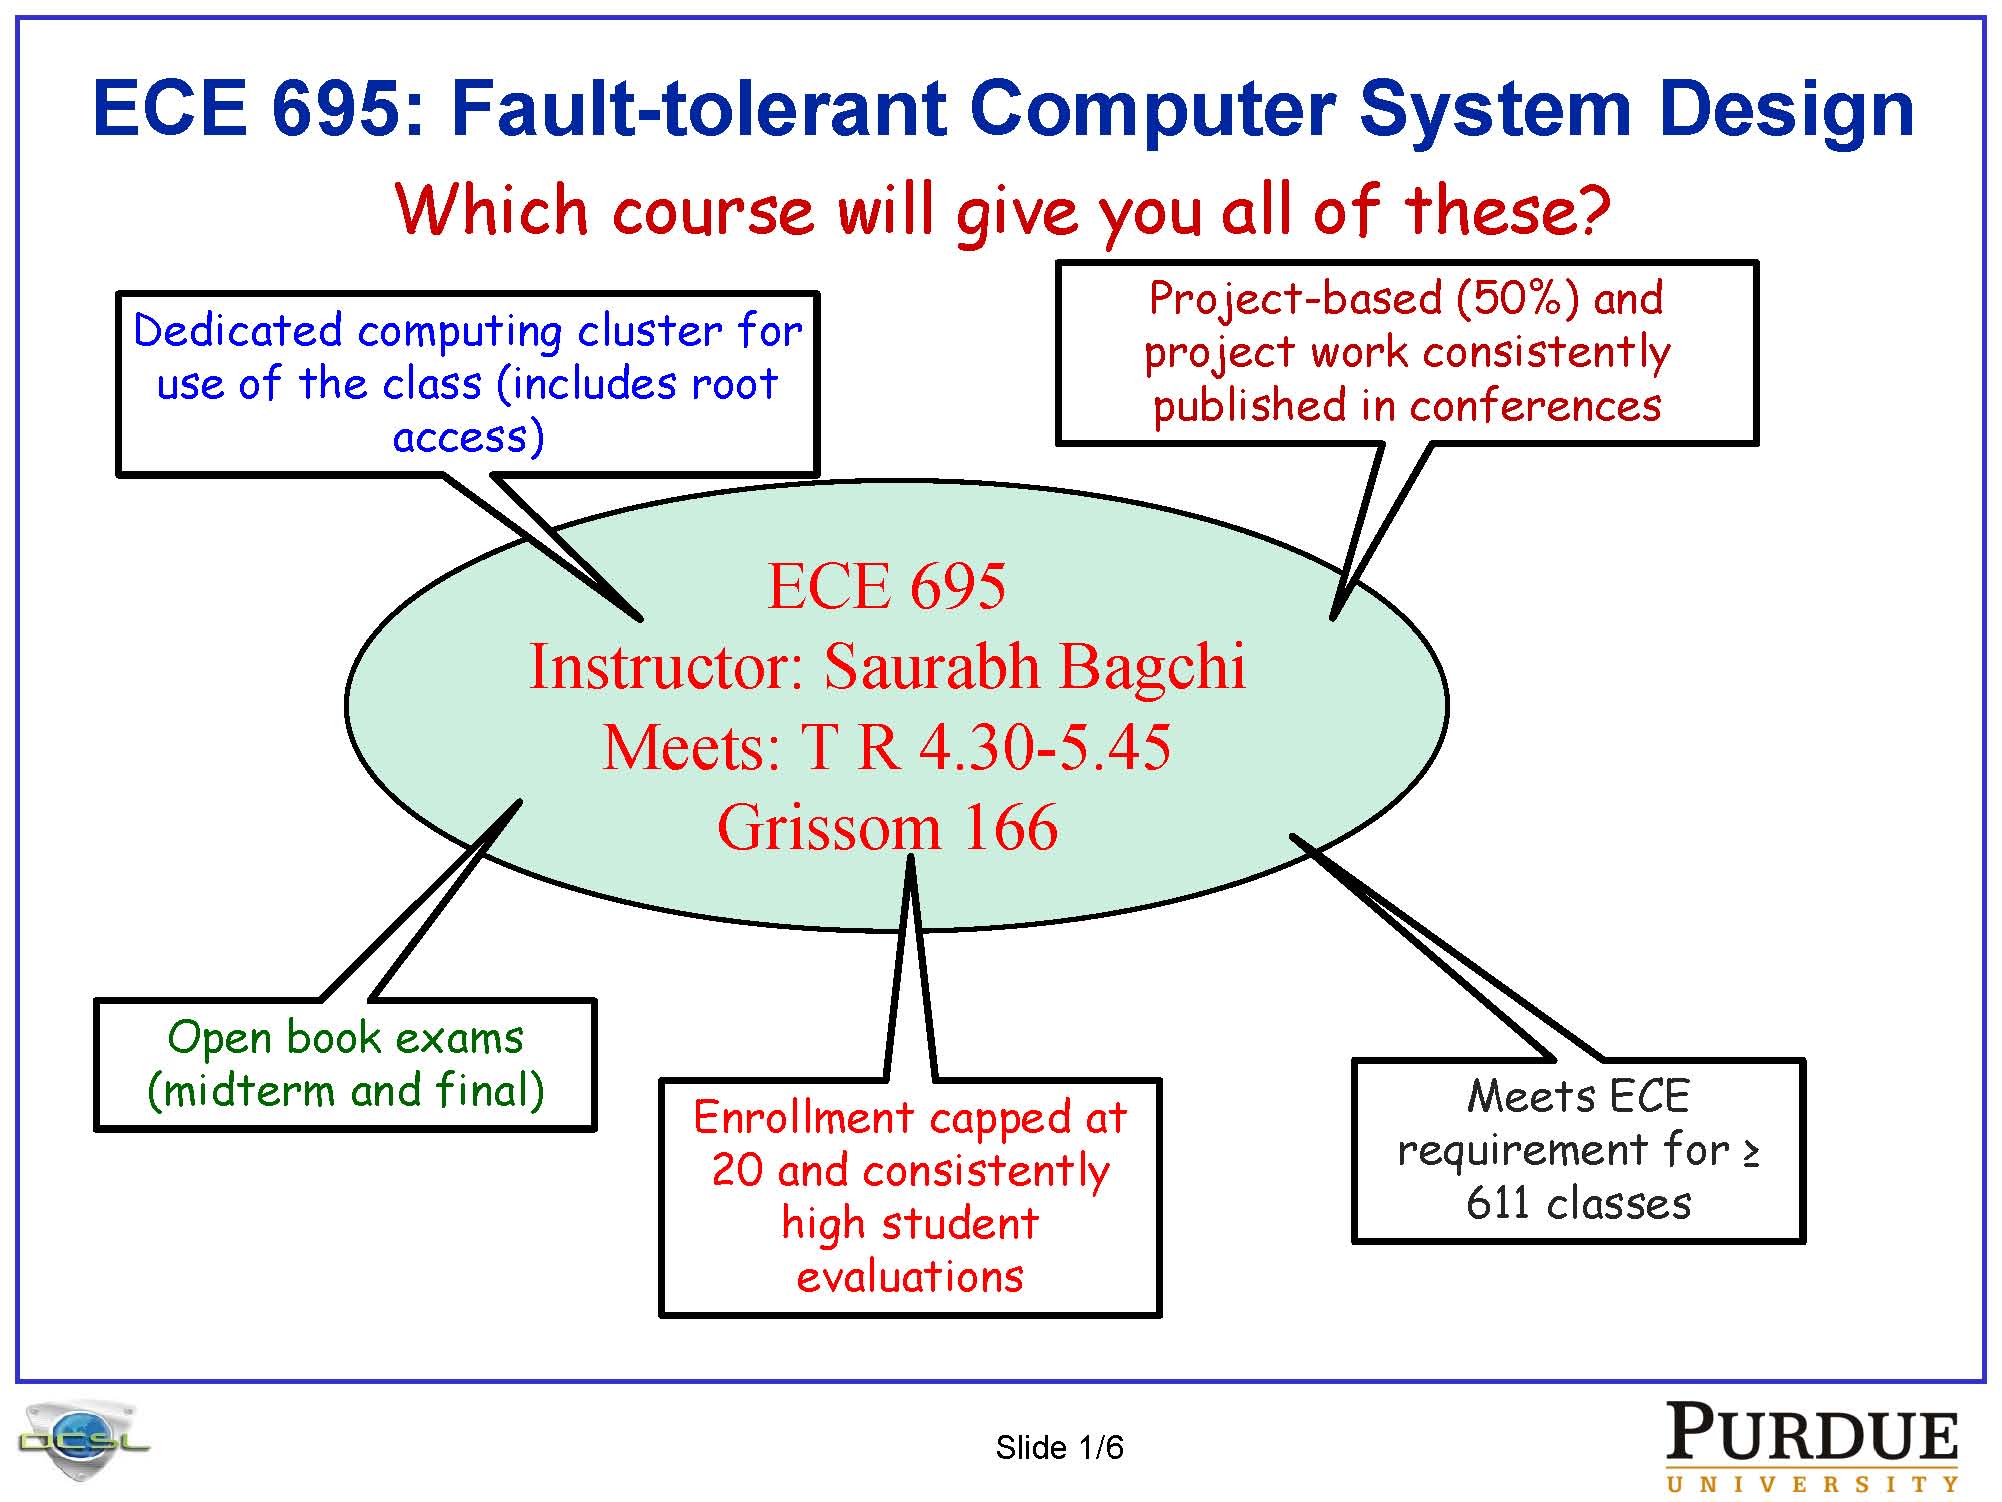 ECE 695: Fault-tolerant Computer System Design
Which course will give you all of these?
Dedicated computing cluster for
use of the class (includes root
access)
Project-based (50%) and
project work consistently
published in conferences
ECE 695
Instructor: Saurabh Bagchi
Meets: T R 4.30-5.45
Grissom 166
Open book exams
(midterm and final)
Enrollment capped at
20 and consistently
high student
evaluations
Meets ECE
requirement for ≥
611 classes
DCSL
Slide 1/6
PURDUE
UNIVERSITY